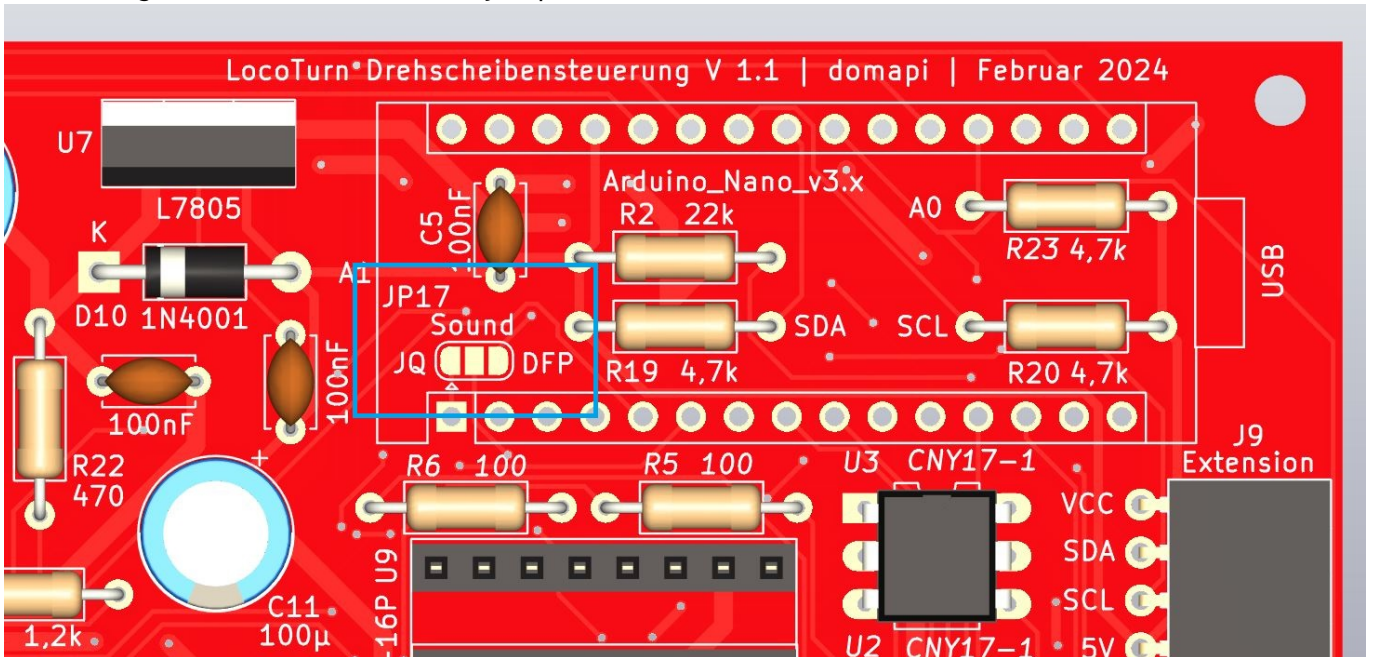 LocoTurn® Drehscheibensteuerung V 1.1 | domapi | Februar 2024
U7
L7805
Arduino_Nano_v3.x
C5
100nF
R2 22k
A0
R23 4,7k
K
A1
D10 1N4001
JP17
Sound
JQ
DFP
SDA
SCL
R19 4,7k
R20 4,7k
USB
100nF
100nF
R22
470
R6 100
R5 100
U3 CNY17-1
J9
Extension
VCC
SDA
SCL
5V
-16P U9
C11
100µ
1,2k
U2 CNY17-1